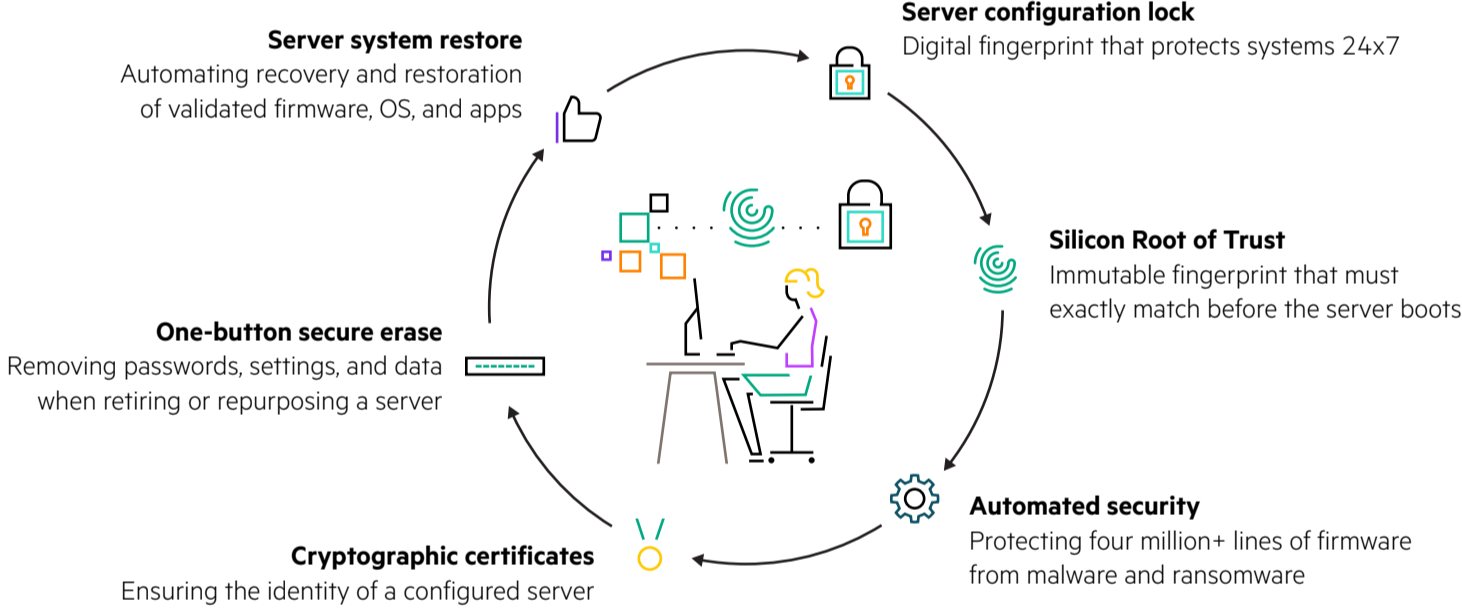 Server configuration lock
Digital fingerprint that protects systems 24x7
Server system restore
Automating recovery and restoration
of validated firmware, OS, and apps
Silicon Root of Trust
Immutable fingerprint that must
exactly match before the server boots
One-button secure erase
Removing passwords, settings, and data
when retiring or repurposing a server
Automated security
Protecting four million+ lines of firmware
from malware and ransomware
Cryptographic certificates
Ensuring the identity of a configured server